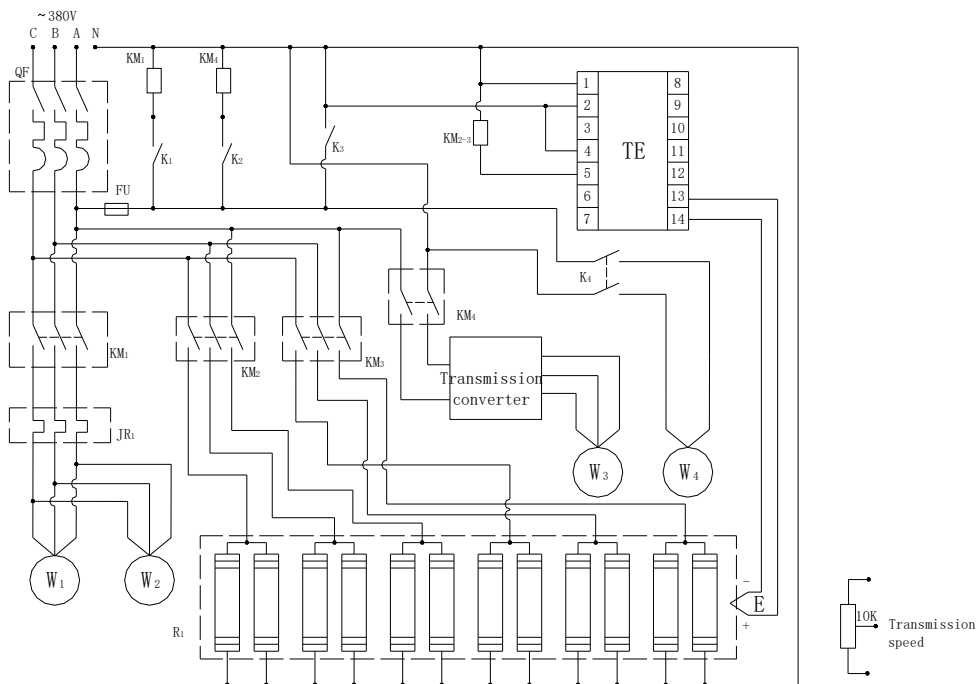 ~380V
C B A N
QF
KM₁
KM₄
K₁
K₂
K₃
KM₂₋₃
FU
1
2
3
4
5
6
7
TE
8
9
10
11
12
13
14
K₄
KM₄
KM₁
KM₂
KM₃
Transmission
converter
JR₁
W₃
W₄
W₁
W₂
R₁
－
E
+
10K
Transmission
speed